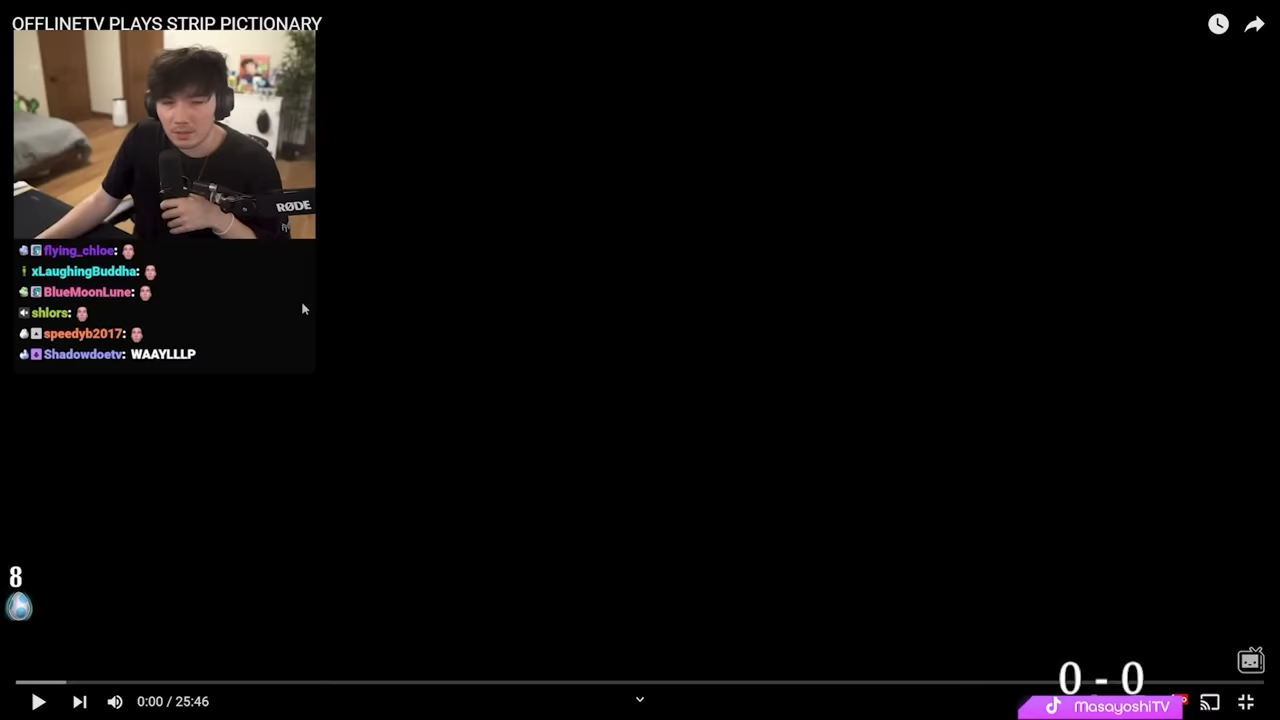 OFFLINETV PLAYS STRIP PICTIONARY
RØDE
flying_chloe:
xLaughingBuddha:
BlueMoonLune:
shlors:
speedyb2017:
Shadowdoetv: WAAYLLLP
8
0 - 0
0:00 / 25:46
MasayoshiTV